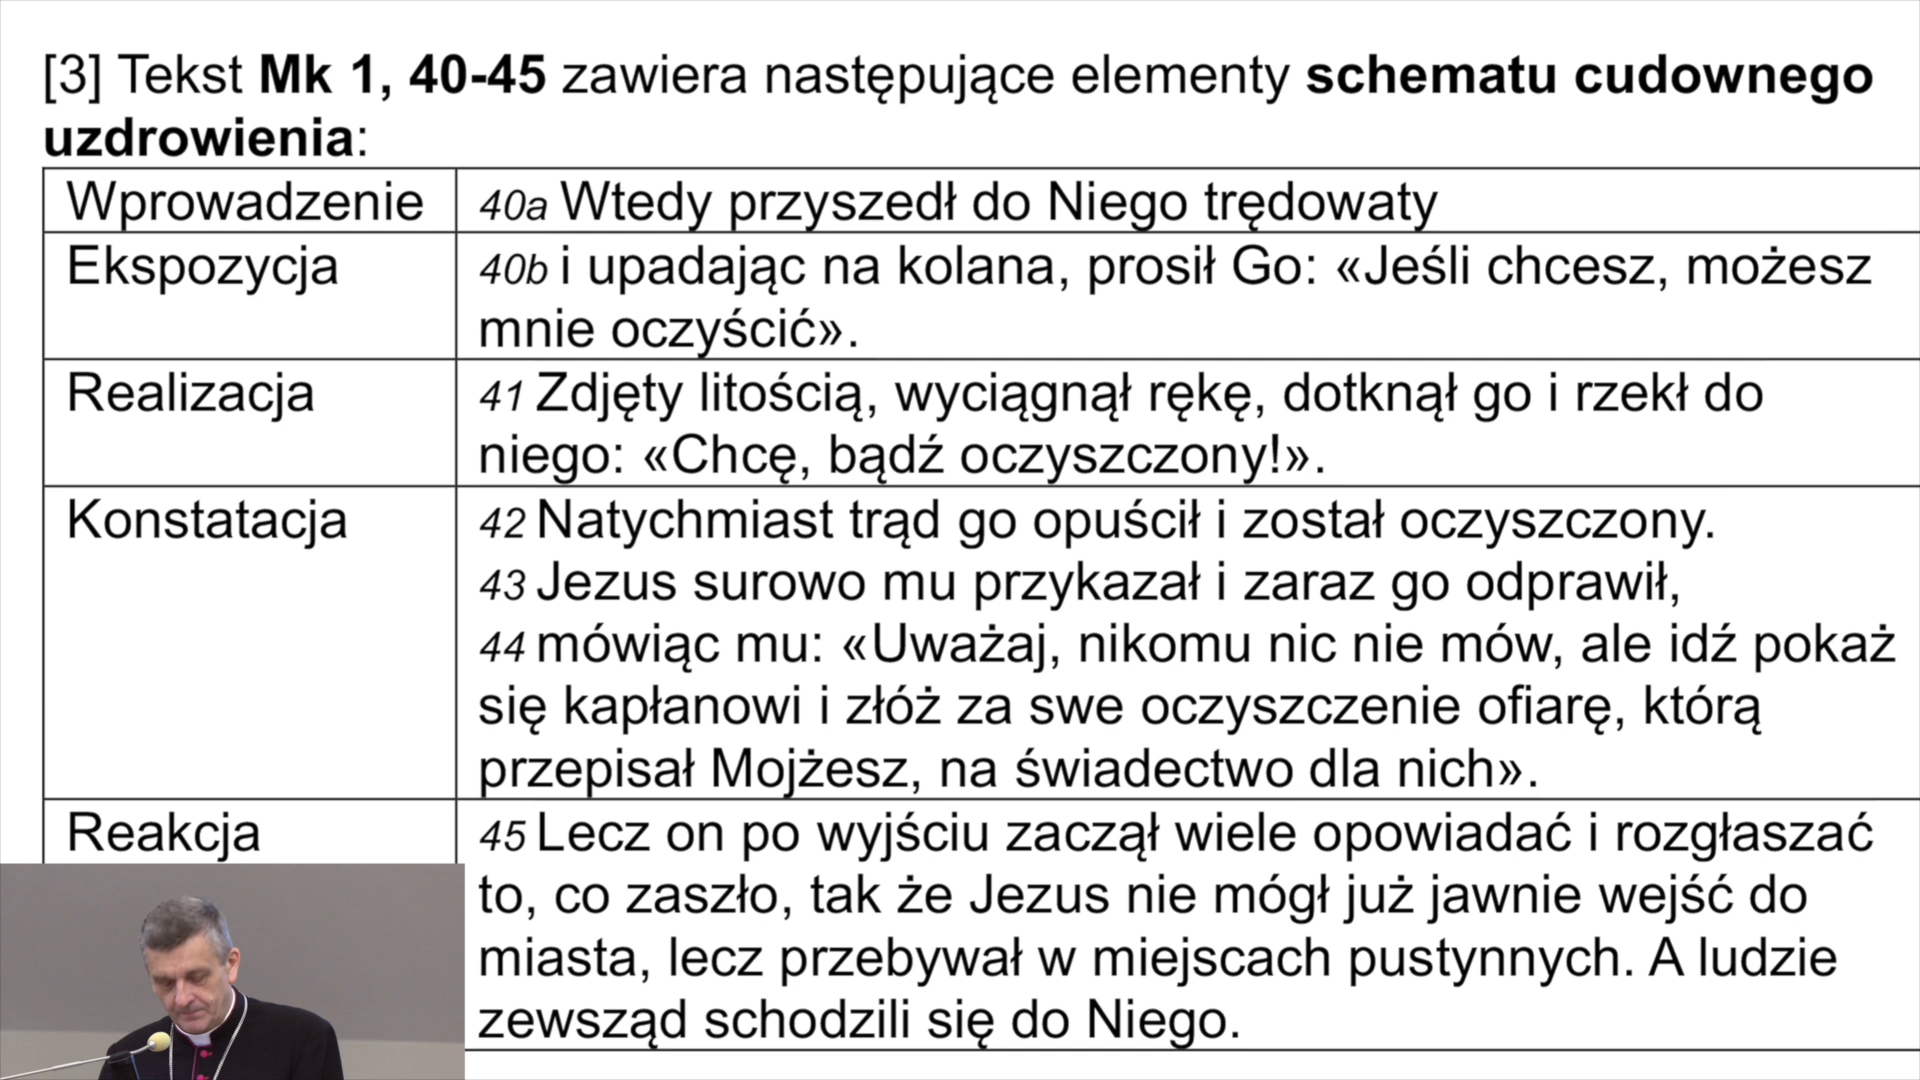 [3] Tekst Mk 1, 40-45 zawiera następujące elementy schematu cudownego
uzdrowienia:
Wprowadzenie
40a Wtedy przyszedł do Niego trędowaty
Ekspozycja
40b i upadając na kolana, prosił Go: «Jeśli chcesz, możesz
mnie oczyścić».
Realizacja
41 Zdjęty litością, wyciągnął rękę, dotknął go i rzekł do
niego: «Chcę, bądź oczyszczony!».
Konstatacja
42 Natychmiast trąd go opuścił i został oczyszczony.
43 Jezus surowo mu przykazał i zaraz go odprawił,
44 mówiąc mu: «Uważaj, nikomu nic nie mów, ale idź pokaż
się kapłanowi i złóż za swe oczyszczenie ofiarę, którą
przepisał Mojżesz, na świadectwo dla nich».
Reakcja
45 Lecz on po wyjściu zaczął wiele opowiadać i rozgłaszać
to, co zaszło, tak że Jezus nie mógł już jawnie wejść do
miasta, lecz przebywał w miejscach pustynnych. A ludzie
zewsząd schodzili się do Niego.